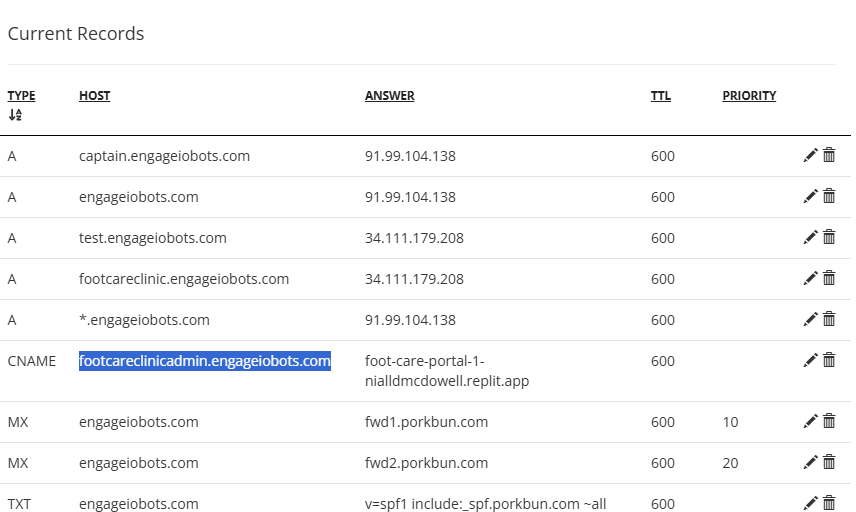 Current Records
TYPE HOST ANSWER TTL PRIORITY
A captain.engageiobots.com 91.99.104.138 600
A engageiobots.com 91.99.104.138 600
A test.engageiobots.com 34.111.179.208 600
A footcareclinic.engageiobots.com 34.111.179.208 600
A *.engageiobots.com 91.99.104.138 600
CNAME footcareclinicadmin.engageiobots.com foot-care-portal-1-
nialldmcdowell.replit.app 600
MX engageiobots.com fwd1.porkbun.com 600 10
MX engageiobots.com fwd2.porkbun.com 600 20
TXT engageiobots.com v=spf1 include:_spf.porkbun.com ~all 600